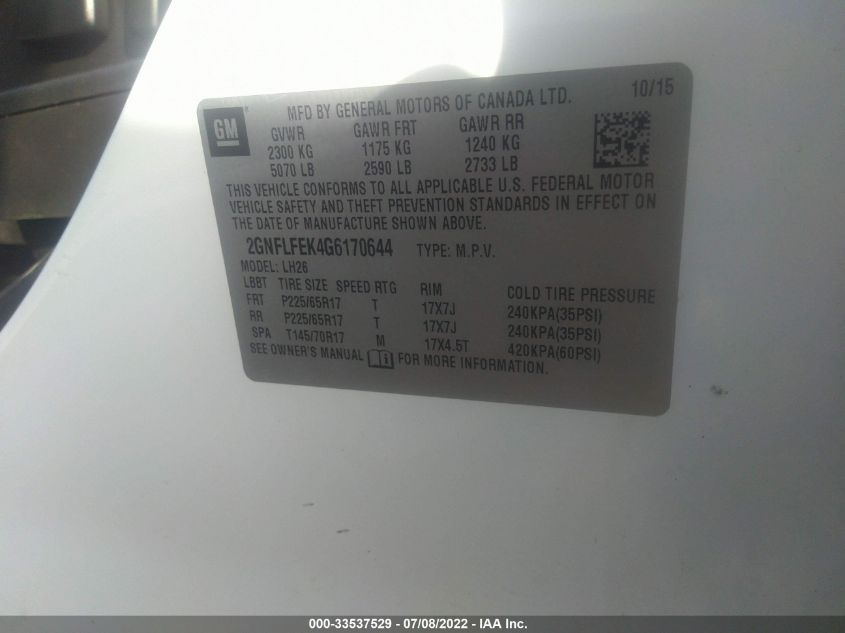 MFD BY GENERAL MOTORS OF CANADA LTD. 10/15
GM
GVWR GAWR FRT GAWR RR
2300 KG 1175 KG 1240 KG
5070 LB 2590 LB 2733 LB
THIS VEHICLE CONFORMS TO ALL APPLICABLE U.S. FEDERAL MOTOR
VEHICLE SAFETY AND THEFT PREVENTION STANDARDS IN EFFECT ON
THE DATE OF MANUFACTURE SHOWN ABOVE.
2GNFLFEK4G6170644 TYPE: M.P.V.
MODEL: LH26
LBBT TIRE SIZE SPEED RTG RIM COLD TIRE PRESSURE
FRT P225/65R17 T 17X7J 240KPA(35PSI)
RR P225/65R17 T 17X7J 240KPA(35PSI)
SPA T145/70R17 M 17X4.5T 420KPA(60PSI)
SEE OWNER'S MANUAL FOR MORE INFORMATION.
000-33537529 - 07/08/2022 - IAA Inc.